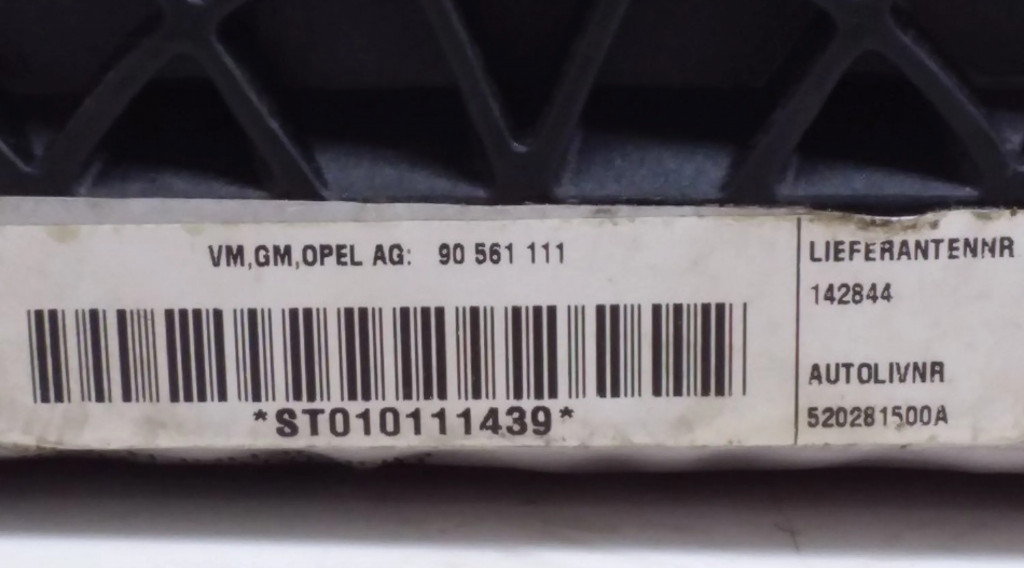 VM,GM,OPEL AG: 90 561 111
*ST010111439*
LIEFERANTENNR
142844
AUTOLIVNR
520281500A